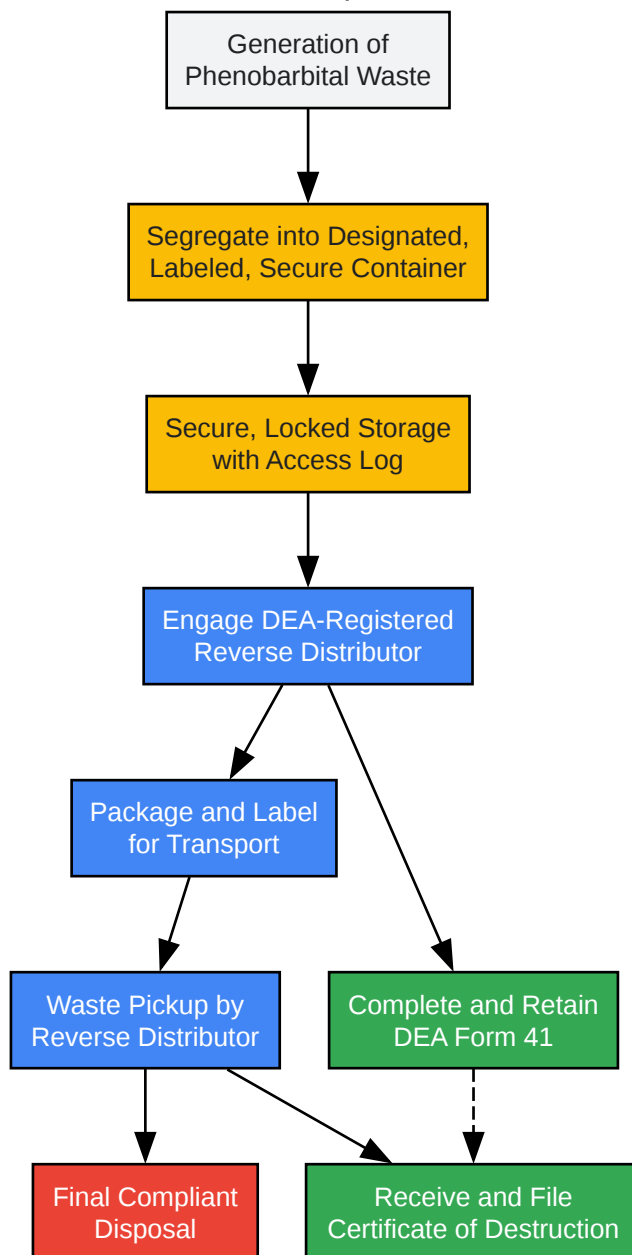 Generation of
Phenobarbital Waste
Segregate into Designated,
Labeled, Secure Container
Secure, Locked Storage
with Access Log
Engage DEA-Registered
Reverse Distributor
Package and Label
for Transport
Waste Pickup by
Reverse Distributor
Complete and Retain
DEA Form 41
Final Compliant
Disposal
Receive and File
Certificate of Destruction